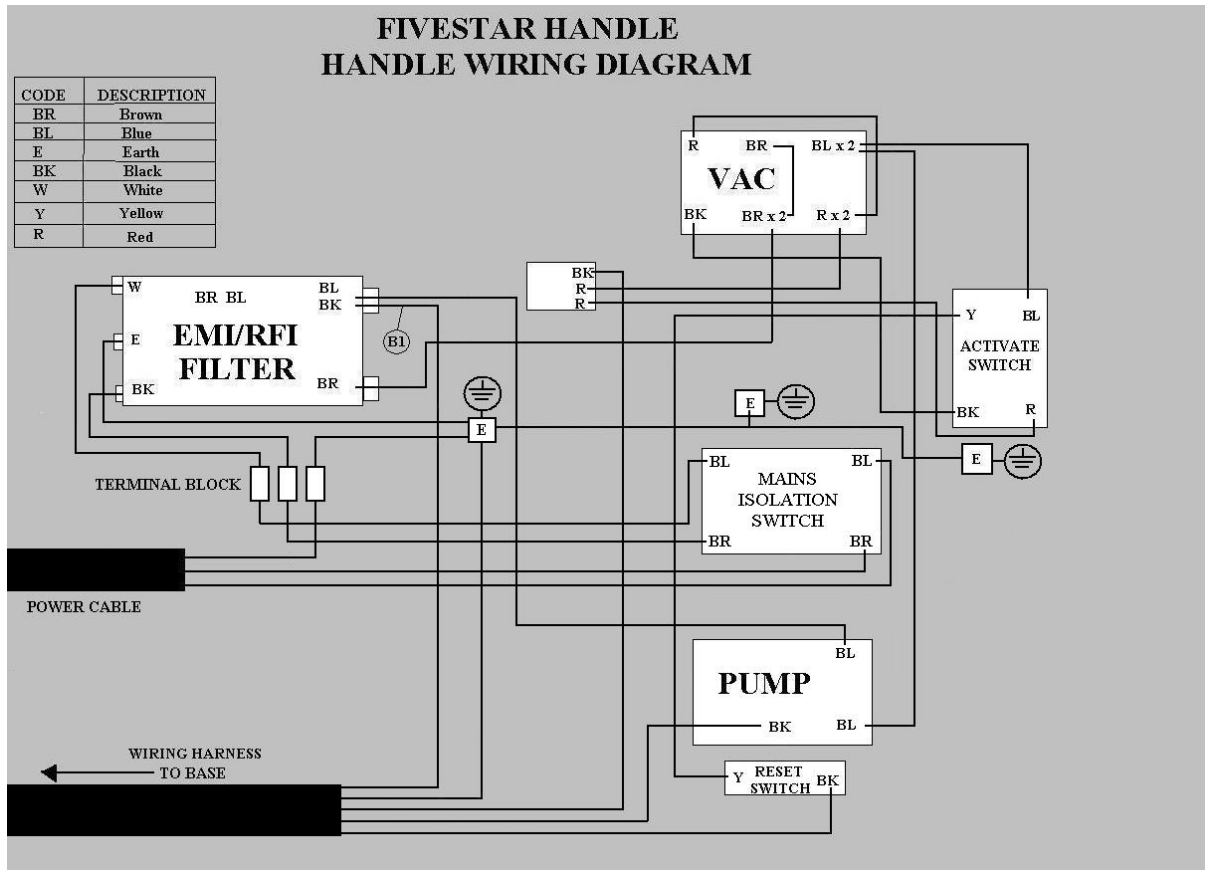 FIVESTAR HANDLE
HANDLE WIRING DIAGRAM
CODE DESCRIPTION
BR Brown
BL Blue
E Earth
BK Black
W White
Y Yellow
R Red
R BR BL x 2
VAC
BK BR x 2 R x 2
W BR BL BL
BK
E EMI/RFI
FILTER
BK BR
B1
BK
R
R
Y BL
ACTIVATE
SWITCH
BK R
E
E
E
TERMINAL BLOCK
BL BL
MAINS
ISOLATION
SWITCH
BR BR
POWER CABLE
BL
PUMP
BK BL
WIRING HARNESS
TO BASE
Y RESET BK
SWITCH